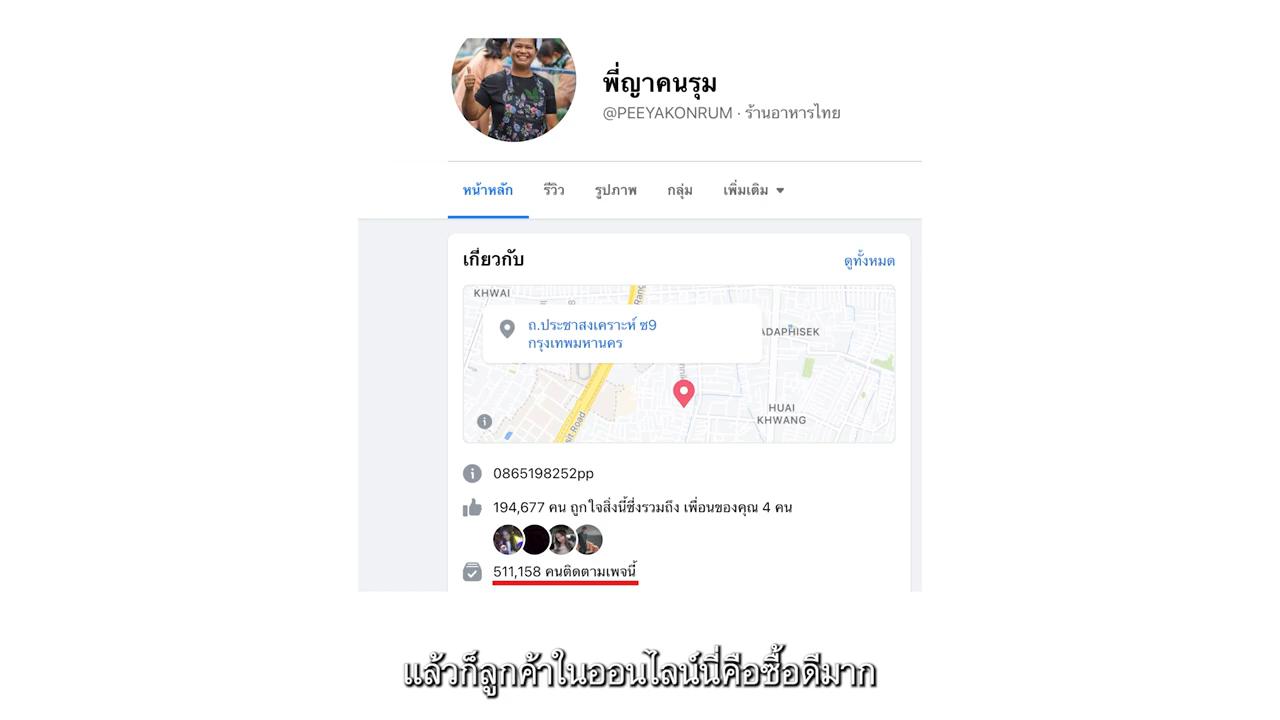 พี่ญาคนรุม
@PEEYAKONRUM · ร้านอาหารไทย
หน้าหลัก รีวิว รูปภาพ กลุ่ม เพิ่มเติม
เกี่ยวกับ ดูทั้งหมด
KHWAI
ถ.ประชาสงเคราะห์ ซ9
กรุงเทพมหานคร
ADAPHISEK
HUAI
KHWANG
Road
0865198252pp
194,677 คน ถูกใจสิ่งนี้ซึ่งรวมถึง เพื่อนของคุณ 4 คน
511,158 คนติดตามเพจนี้
แล้วก็ลูกค้าในออนไลน์นี่คือซื้อดีมาก